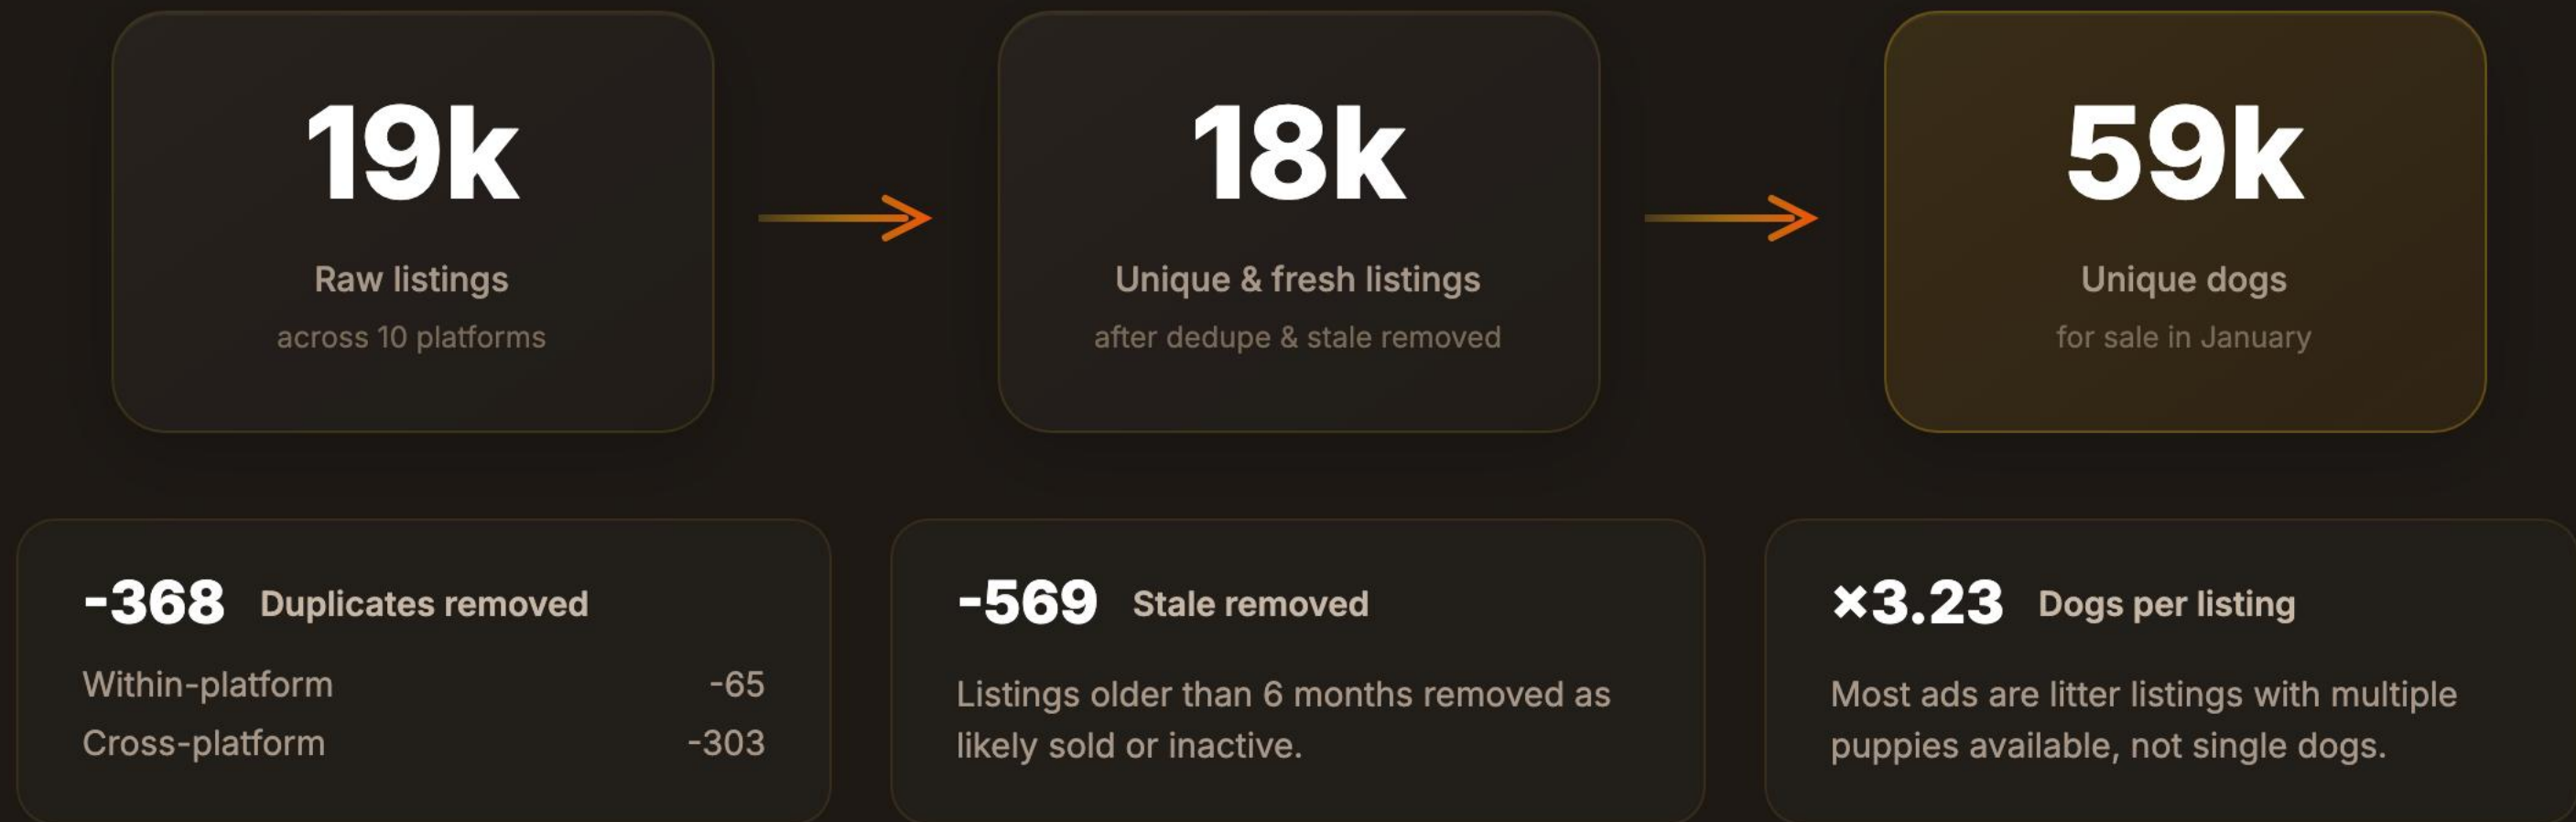 19k
Raw listings
across 10 platforms
18k
Unique & fresh listings
after dedupe & stale removed
59k
Unique dogs
for sale in January
-368 Duplicates removed
Within-platform -65
Cross-platform -303
-569 Stale removed
Listings older than 6 months removed as
likely sold or inactive.
×3.23 Dogs per listing
Most ads are litter listings with multiple
puppies available, not single dogs.